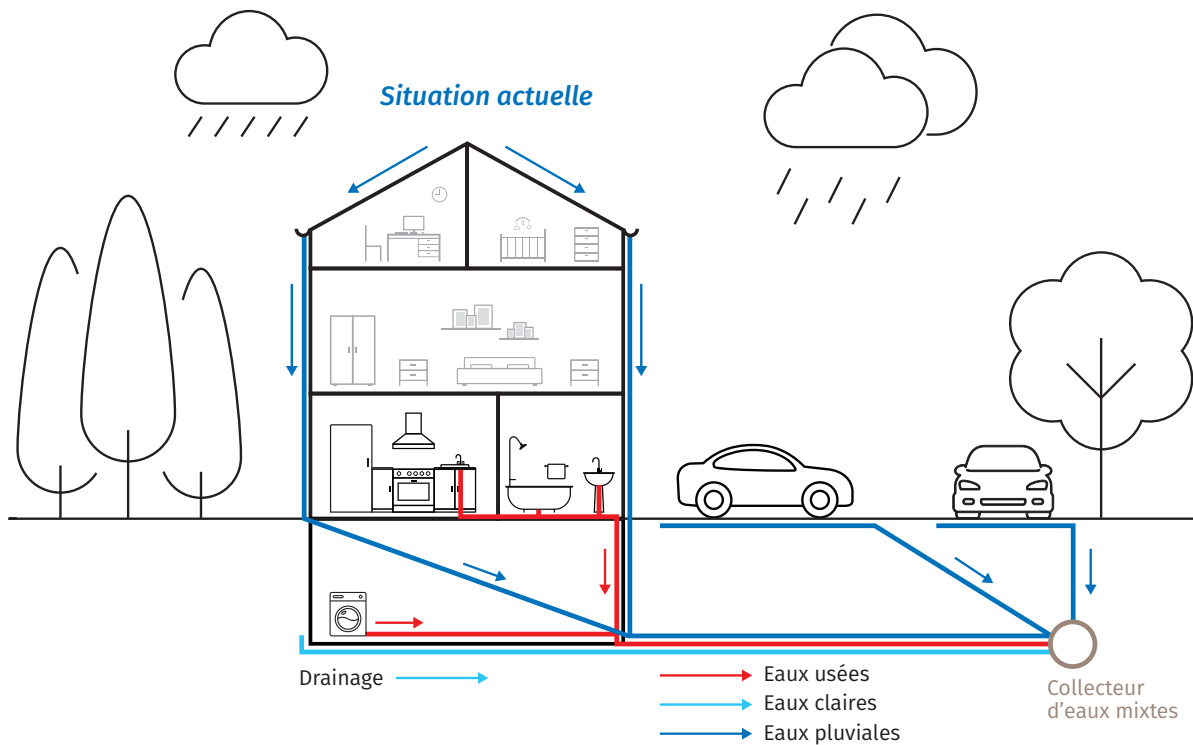 Situation actuelle
Drainage
Eaux usées
Eaux claires
Eaux pluviales
Collecteur
d'eaux mixtes